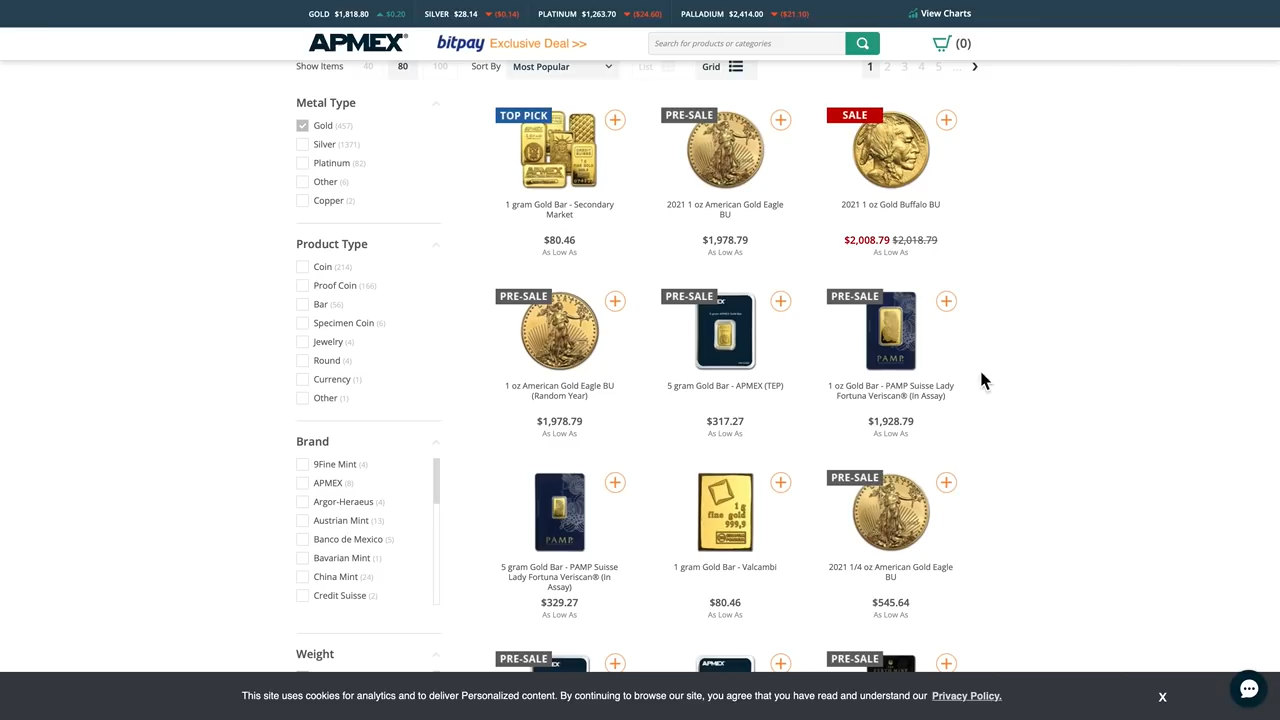 GOLD $1,818.80 $0.20 SILVER $28.14 ($0.14) PLATINUM $1,263.70 ($24.60) PALLADIUM $2,414.00 ($21.10) View Charts
APMEX® bitpay Exclusive Deal >> Search for products or categories (0)
Show Items 40 80 100 Sort By Most Popular List Grid 1 2 3 4 5 ...
Metal Type
Gold (457)
Silver (1371)
Platinum (82)
Other (6)
Copper (2)
Product Type
Coin (214)
Proof Coin (166)
Bar (56)
Specimen Coin (6)
Jewelry (4)
Round (4)
Currency (1)
Other (1)
Brand
9Fine Mint (4)
APMEX (8)
Argor-Heraeus (4)
Austrian Mint (13)
Banco de Mexico (5)
Bavarian Mint (1)
China Mint (24)
Credit Suisse (2)
Weight
TOP PICK
APMEX
1 gram Gold Bar - Secondary
Market
$80.46
As Low As
PRE-SALE
2021 1 oz American Gold Eagle
BU
$1,978.79
As Low As
SALE
2021 1 oz Gold Buffalo BU
$2,008.79 $2,018.79
As Low As
PRE-SALE
1 oz American Gold Eagle BU
(Random Year)
$1,978.79
As Low As
PRE-SALE
5 gram Gold Bar - APMEX (TEP)
$317.27
As Low As
PRE-SALE
PAMP
1 oz Gold Bar - PAMP Suisse Lady
Fortuna Veriscan® (In Assay)
$1,928.79
As Low As
PAMP
5 gram Gold Bar - PAMP Suisse
Lady Fortuna Veriscan® (In
Assay)
$329.27
As Low As
1 g
fine gold
999,9
1 gram Gold Bar - Valcambi
$80.46
As Low As
PRE-SALE
2021 1/4 oz American Gold Eagle
BU
$545.64
As Low As
PRE-SALE
APMEX
PRE-SALE
This site uses cookies for analytics and to deliver Personalized content. By continuing to browse our site, you agree that you have read and understand our Privacy Policy. X